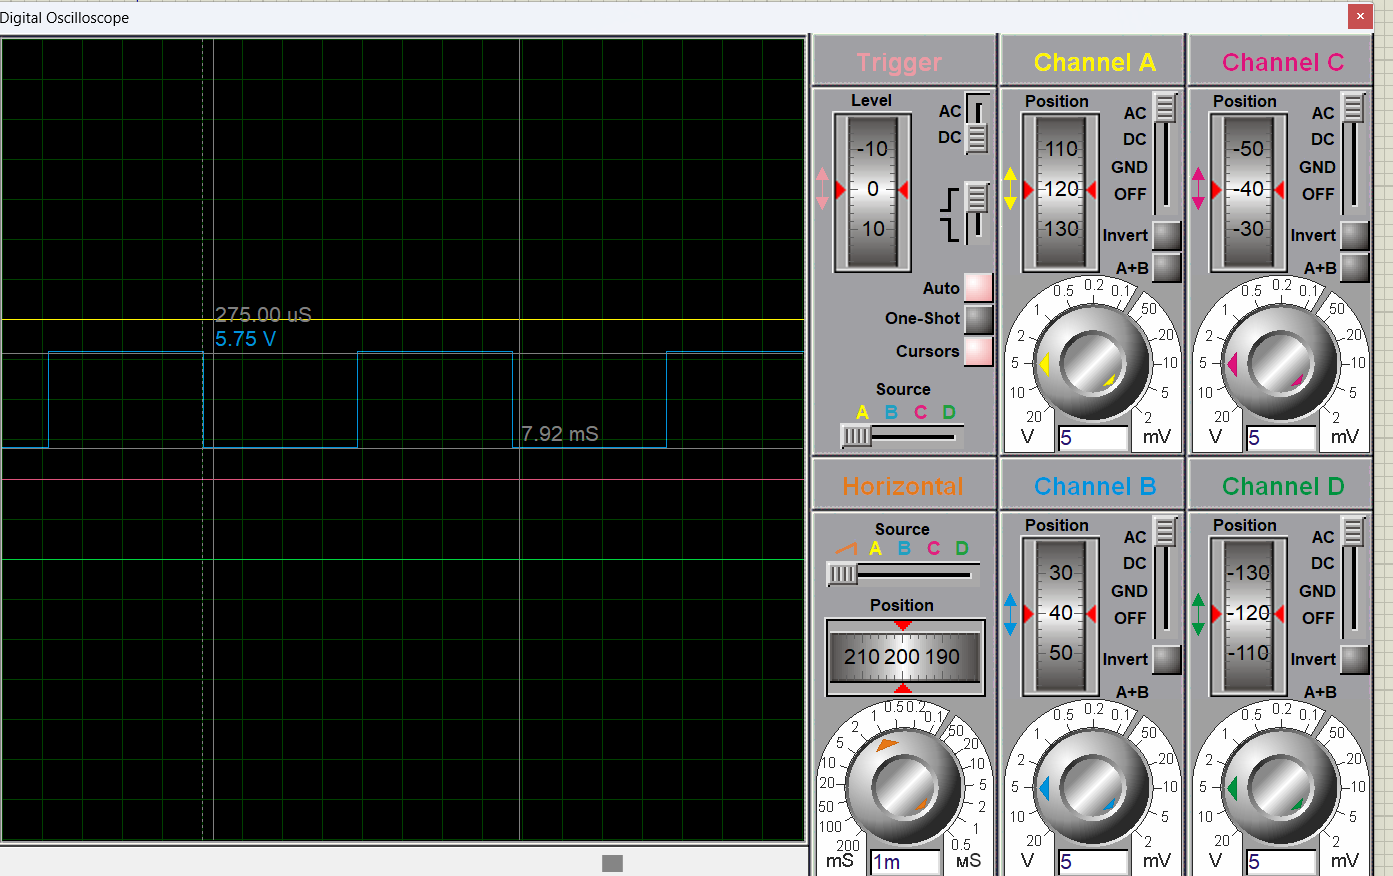 Digital Oscilloscope
275.00 uS
5.75 V
7.92 mS
Trigger
Level
-10
0
10
AC
DC
Auto
One-Shot
Cursors
Source
A B C D
Channel A
Position
110
120
130
AC
DC
GND
OFF
Invert
A+B
20
10
5
2
1
0.5
0.2
0.1
50
20
10
5
2
V
5
mV
Channel C
Position
-50
-40
-30
AC
DC
GND
OFF
Invert
A+B
20
10
5
2
1
0.5
0.2
0.1
50
20
10
5
2
V
5
mV
Horizontal
Source
A B C D
Position
210 200 190
200
100
50
20
10
5
2
1
0.5
0.2
0.1
50
20
10
5
2
1
0.5
mS
1m
мS
Channel B
Position
30
40
50
AC
DC
GND
OFF
Invert
A+B
20
10
5
2
1
0.5
0.2
0.1
50
20
10
5
2
V
5
mV
Channel D
Position
-130
-120
-110
AC
DC
GND
OFF
Invert
A+B
20
10
5
2
1
0.5
0.2
0.1
50
20
10
5
2
V
5
mV